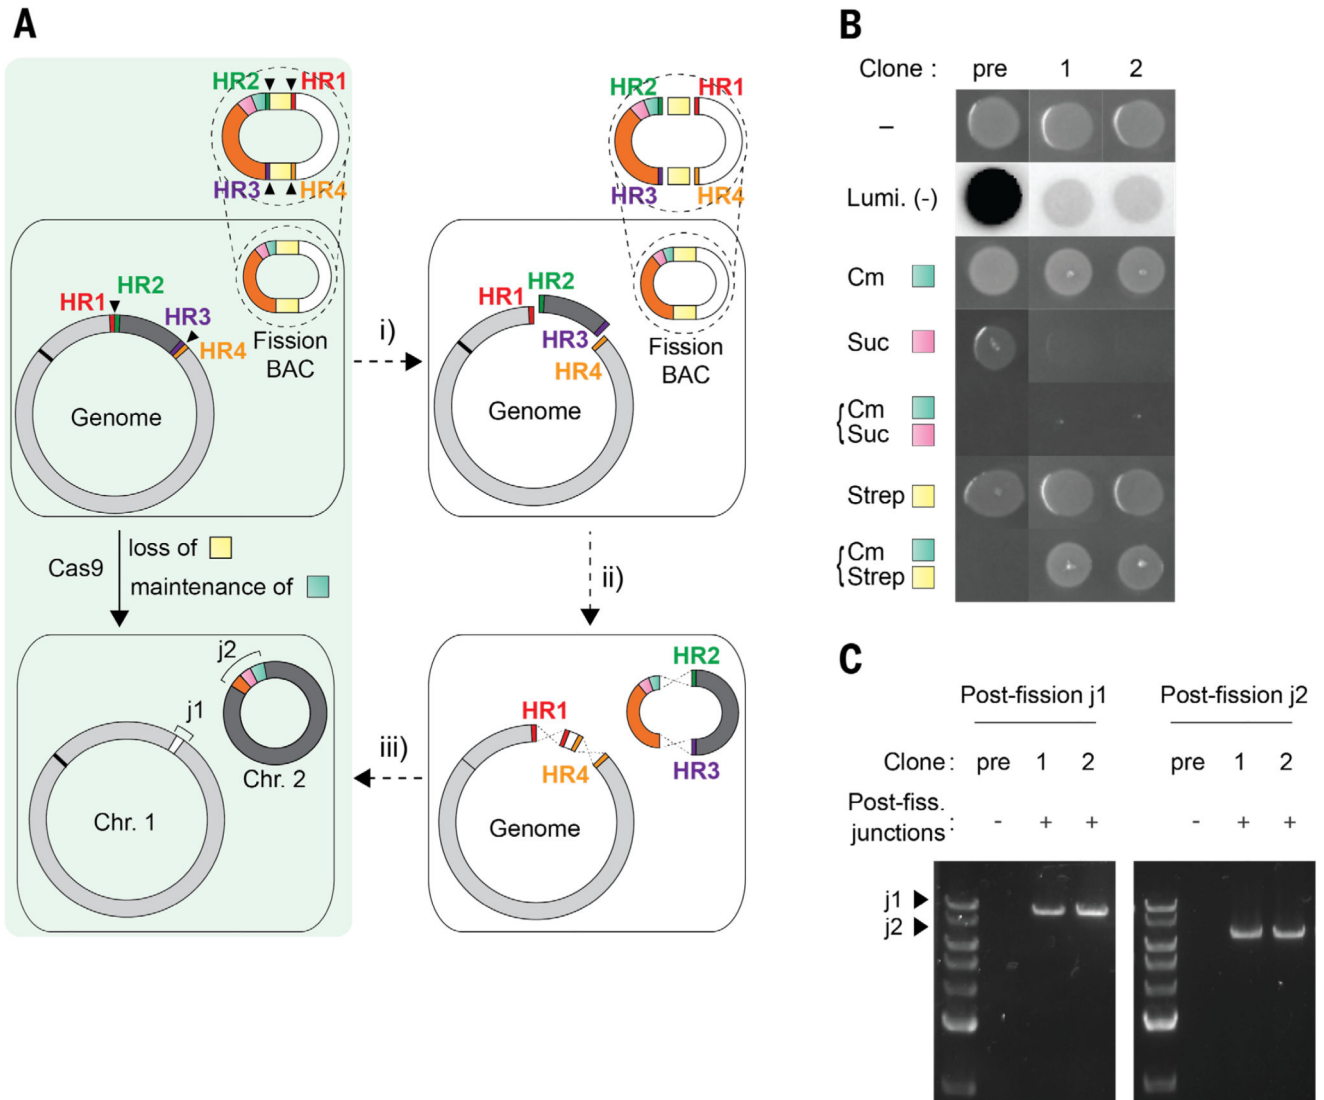 A
HR2
HR1
HR3
HR4
HR1
HR2
HR3
HR4
Fission
BAC
Genome
i)
HR2
HR1
HR3
HR4
HR1
HR2
HR3
HR4
Fission
BAC
Genome
Cas9
loss of
maintenance of
ii)
j2
j1
Chr. 2
Chr. 1
iii)
HR2
HR1
HR4
HR3
Genome
B
Clone : pre 1 2
–
Lumi. (-)
Cm
Suc
{Cm
Suc
Strep
{Cm
Strep
C
Post-fission j1 Post-fission j2
Clone : pre 1 2 pre 1 2
Post-fiss.
junctions : - + + - + +
j1
j2